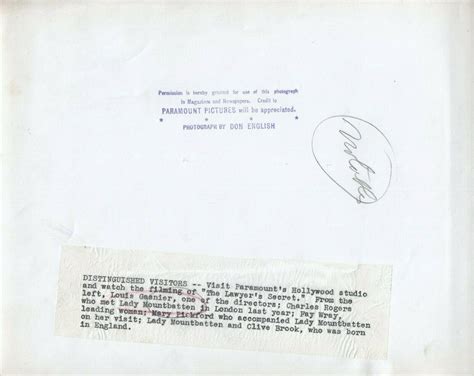 Permission is hereby granted for use of this photograph
in Magazines and Newspapers. Credit to
PARAMOUNT PICTURES will be appreciated.
PHOTOGRAPH BY DON ENGLISH
DISTINGUISHED VISITORS -- Visit Paramount's Hollywood studio
and watch the filming of "The Lawyer's Secret." From the
left, Louis Gasnier, one of the directors; Charles Rogers
who met Lady Mountbatten in London last year; Fay Wray,
leading woman; Mary Pickford who accompanied Lady Mountbatten
on her visit; Lady Mountbatten and Clive Brook, who was born
in England.